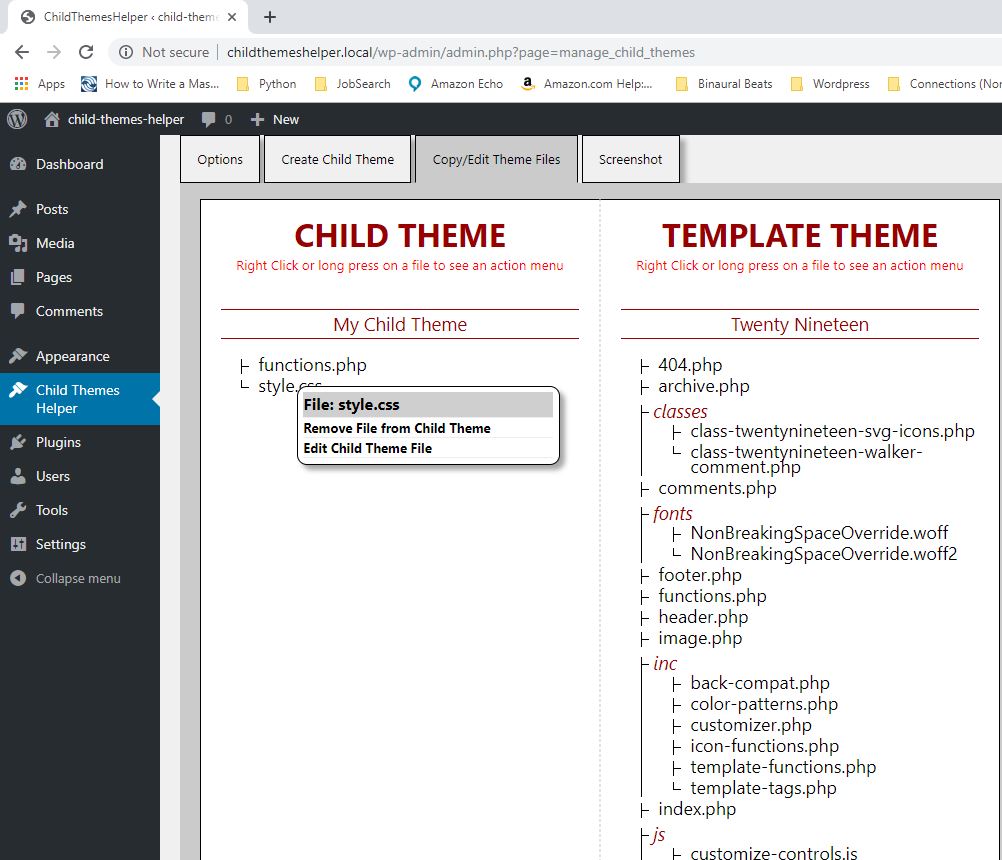 ChildThemesHelper ‹ child-theme
Not secure childthemeshelper.local/wp-admin/admin.php?page=manage_child_themes
Apps How to Write a Mas... Python JobSearch Amazon Echo Amazon.com Help:... Binaural Beats Wordpress Connections (Nor
child-themes-helper 0 New
Dashboard
Posts
Media
Pages
Comments
Appearance
Child Themes
Helper
Plugins
Users
Tools
Settings
Collapse menu
Options Create Child Theme Copy/Edit Theme Files Screenshot
CHILD THEME
Right Click or long press on a file to see an action menu
My Child Theme
functions.php
style.css
File: style.css
Remove File from Child Theme
Edit Child Theme File
TEMPLATE THEME
Right Click or long press on a file to see an action menu
Twenty Nineteen
404.php
archive.php
classes
class-twentynineteen-svg-icons.php
class-twentynineteen-walker-
comment.php
comments.php
fonts
NonBreakingSpaceOverride.woff
NonBreakingSpaceOverride.woff2
footer.php
functions.php
header.php
image.php
inc
back-compat.php
color-patterns.php
customizer.php
icon-functions.php
template-functions.php
template-tags.php
index.php
js
customize-controls.js